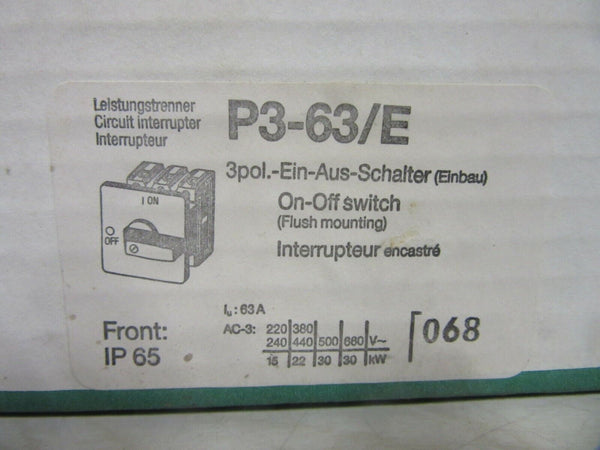 Leistungstrenner
Circuit interrupter
Interrupteur
P3-63/E
3pol.-Ein-Aus-Schalter (Einbau)
On-Off switch
(Flush mounting)
Interrupteur encastré
I ON
O
OFF
Front:
IP 65
Iu: 63 A
AC-3: 220 380
240 440 500 660 V~
15 22 30 30 kW
068